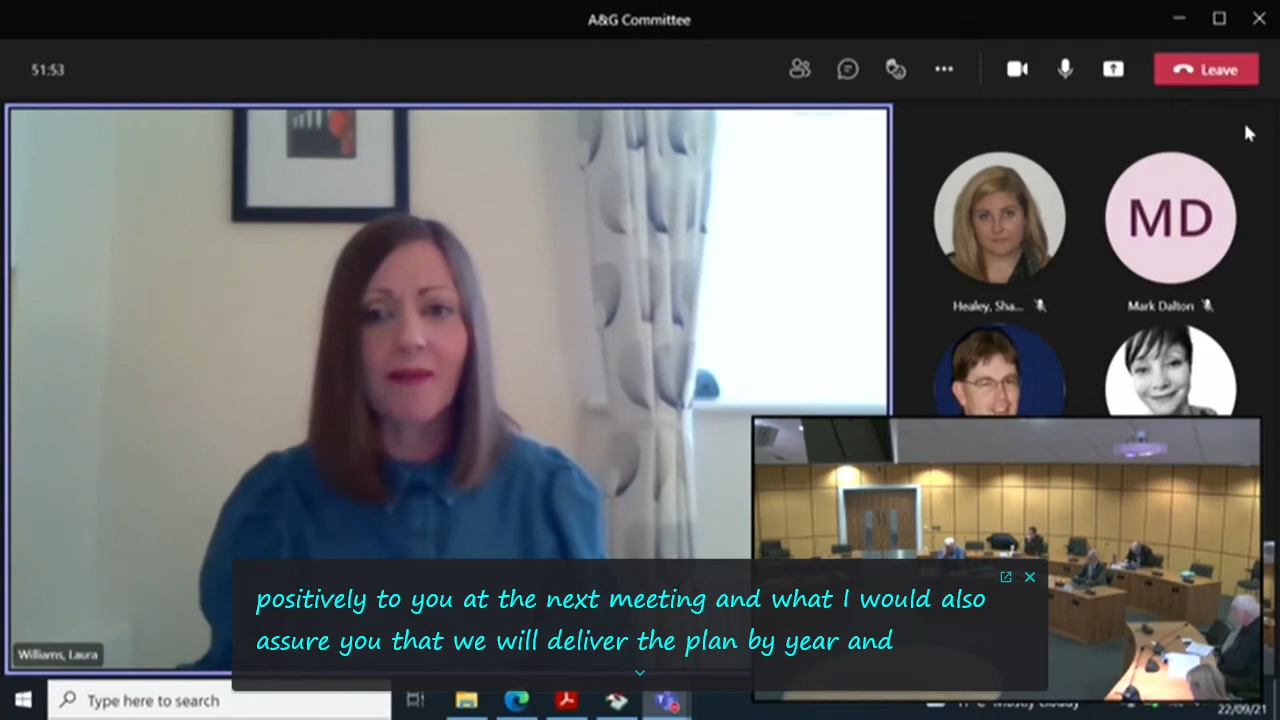 A&G Committee
51:53
Leave
MD
Healey, Sha...
Mark Dalton
positively to you at the next meeting and what I would also
assure you that we will deliver the plan by year and
Williams, Laura
Type here to search
Mostly cloudy
22/09/21